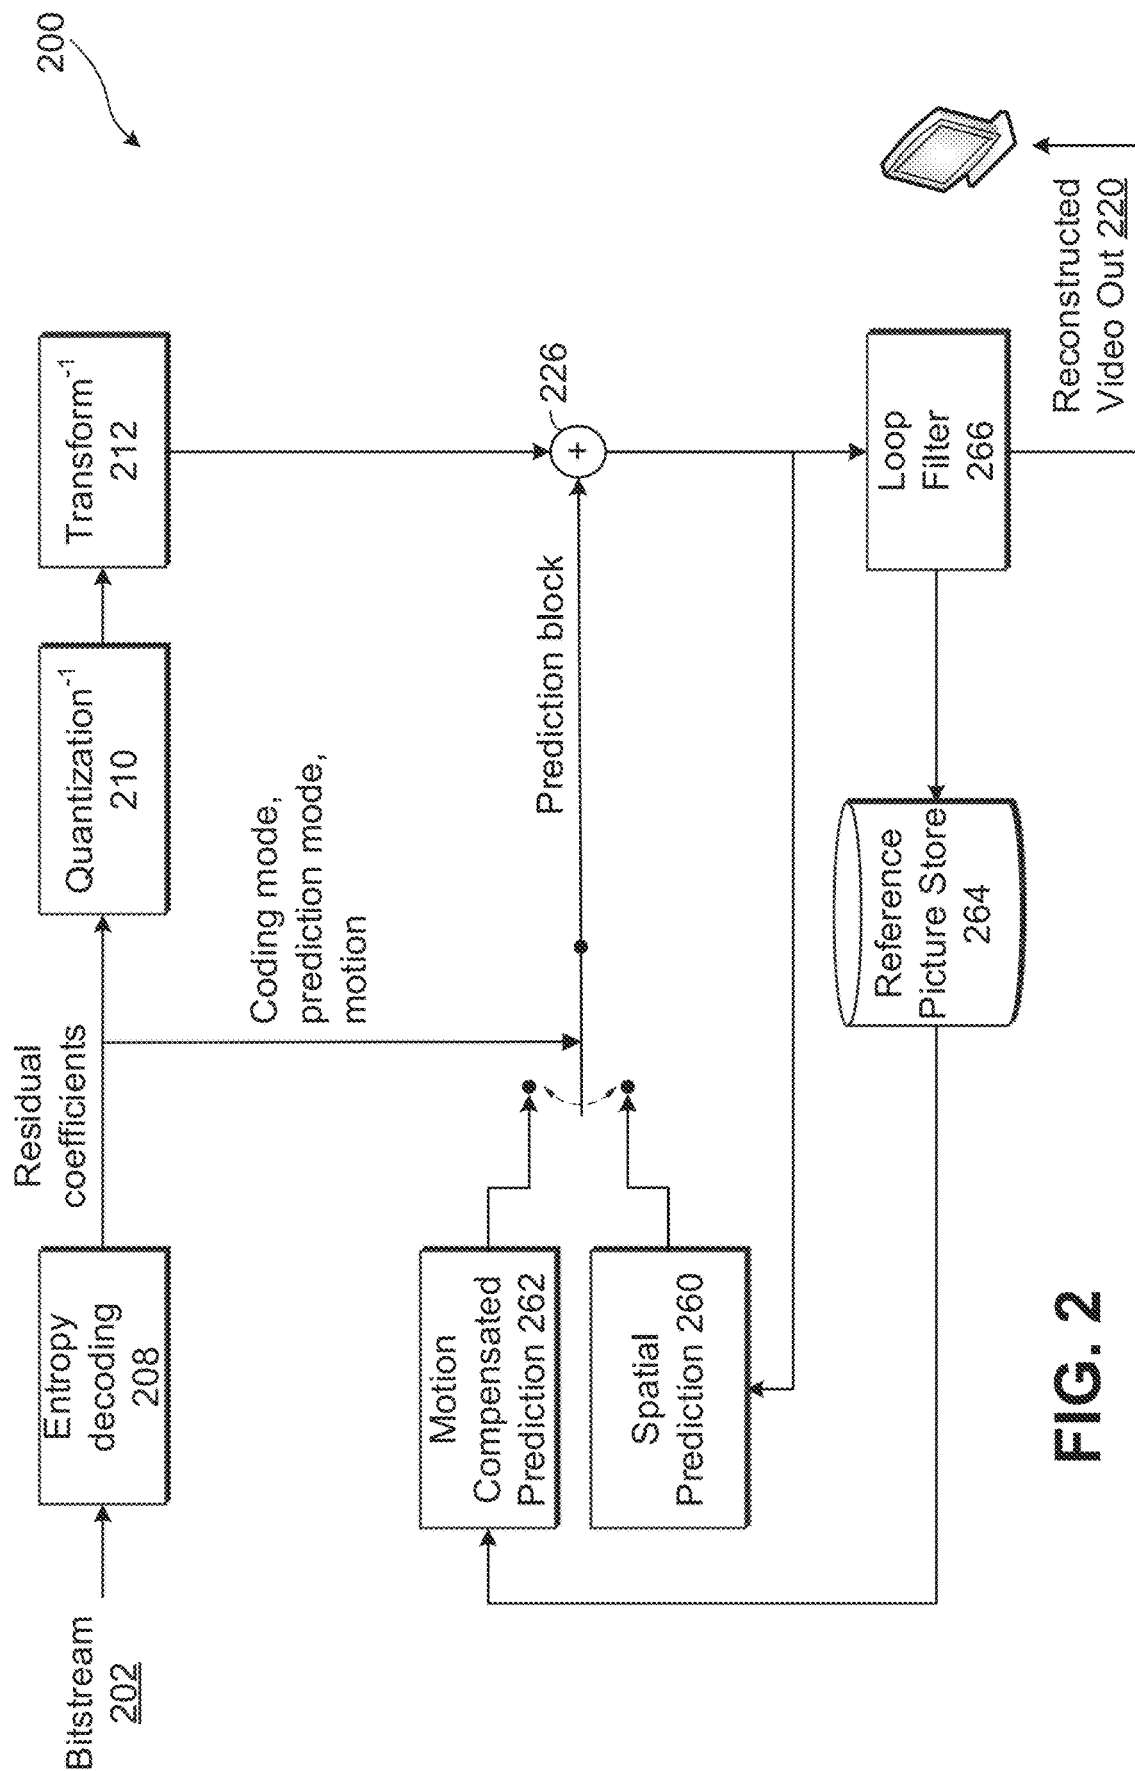 200
Bitstream
202
Entropy
decoding
208
Residual
coefficients
Quantization-1
210
Transform-1
212
Coding mode,
prediction mode,
motion
Motion
Compensated
Prediction 262
Spatial
Prediction 260
Prediction block
226
+
Reference
Picture Store
264
Loop
Filter
266
Reconstructed
Video Out 220
FIG. 2